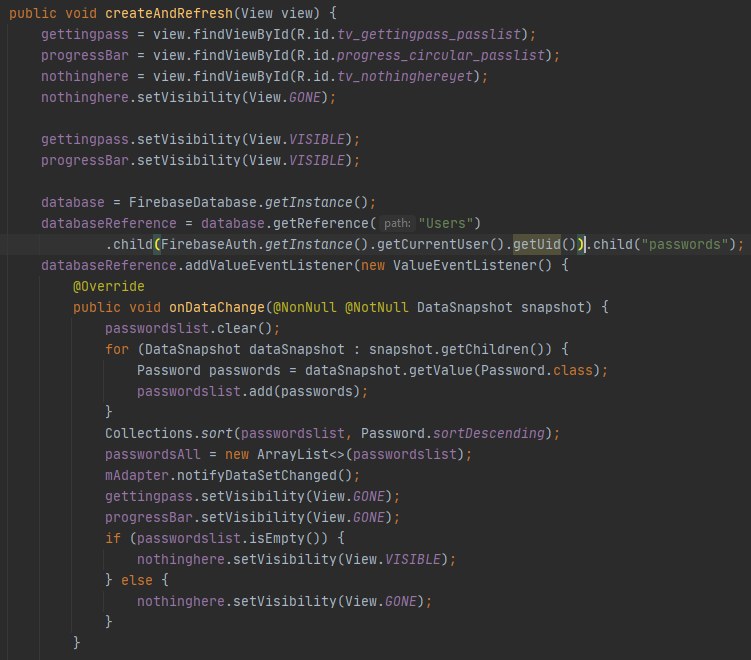 public void createAndRefresh(View view) {
gettingpass = view.findViewById(R.id.tv_gettingpass_passlist);
progressBar = view.findViewById(R.id.progress_circular_passlist);
nothinghere = view.findViewById(R.id.tv_nothinghereyet);
nothinghere.setVisibility(View.GONE);
gettingpass.setVisibility(View.VISIBLE);
progressBar.setVisibility(View.VISIBLE);
database = FirebaseDatabase.getInstance();
databaseReference = database.getReference( path: "Users")
.child(FirebaseAuth.getInstance().getCurrentUser().getUid()).child("passwords");
databaseReference.addValueEventListener(new ValueEventListener() {
@Override
public void onDataChange(@NonNull @NotNull DataSnapshot snapshot) {
passwordslist.clear();
for (DataSnapshot dataSnapshot : snapshot.getChildren()) {
Password passwords = dataSnapshot.getValue(Password.class);
passwordslist.add(passwords);
}
Collections.sort(passwordslist, Password.sortDescending);
passwordsAll = new ArrayList<>(passwordslist);
mAdapter.notifyDataSetChanged();
gettingpass.setVisibility(View.GONE);
progressBar.setVisibility(View.GONE);
if (passwordslist.isEmpty()) {
nothinghere.setVisibility(View.VISIBLE);
} else {
nothinghere.setVisibility(View.GONE);
}
}